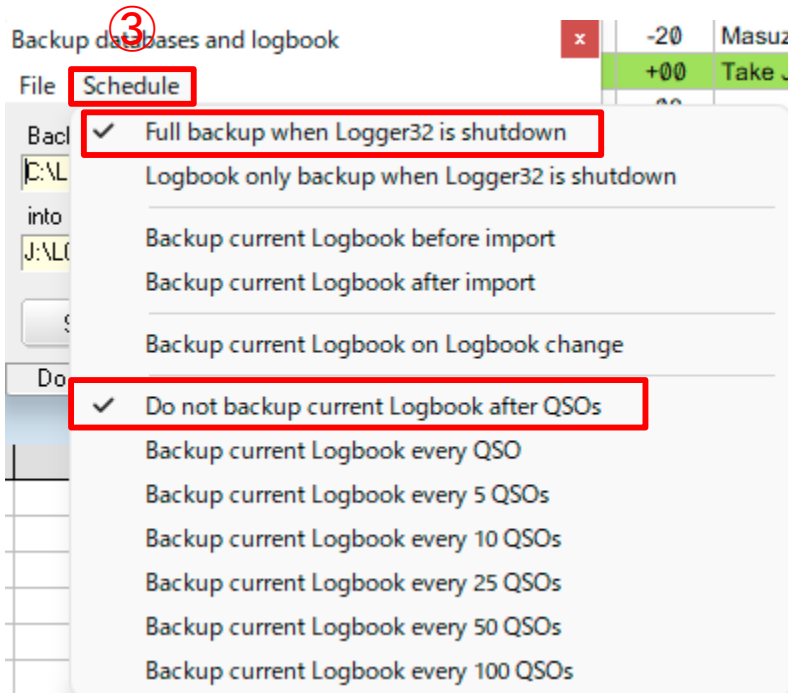 ③
Backup databases and logbook x
-20 Masuz
+00 Take J
File Schedule
Full backup when Logger32 is shutdown
C:\L
Logbook only backup when Logger32 is shutdown
into
Backup current Logbook before import
J:\L
Backup current Logbook after import
Backup current Logbook on Logbook change
Do
Do not backup current Logbook after QSOs
Backup current Logbook every QSO
Backup current Logbook every 5 QSOs
Backup current Logbook every 10 QSOs
Backup current Logbook every 25 QSOs
Backup current Logbook every 50 QSOs
Backup current Logbook every 100 QSOs